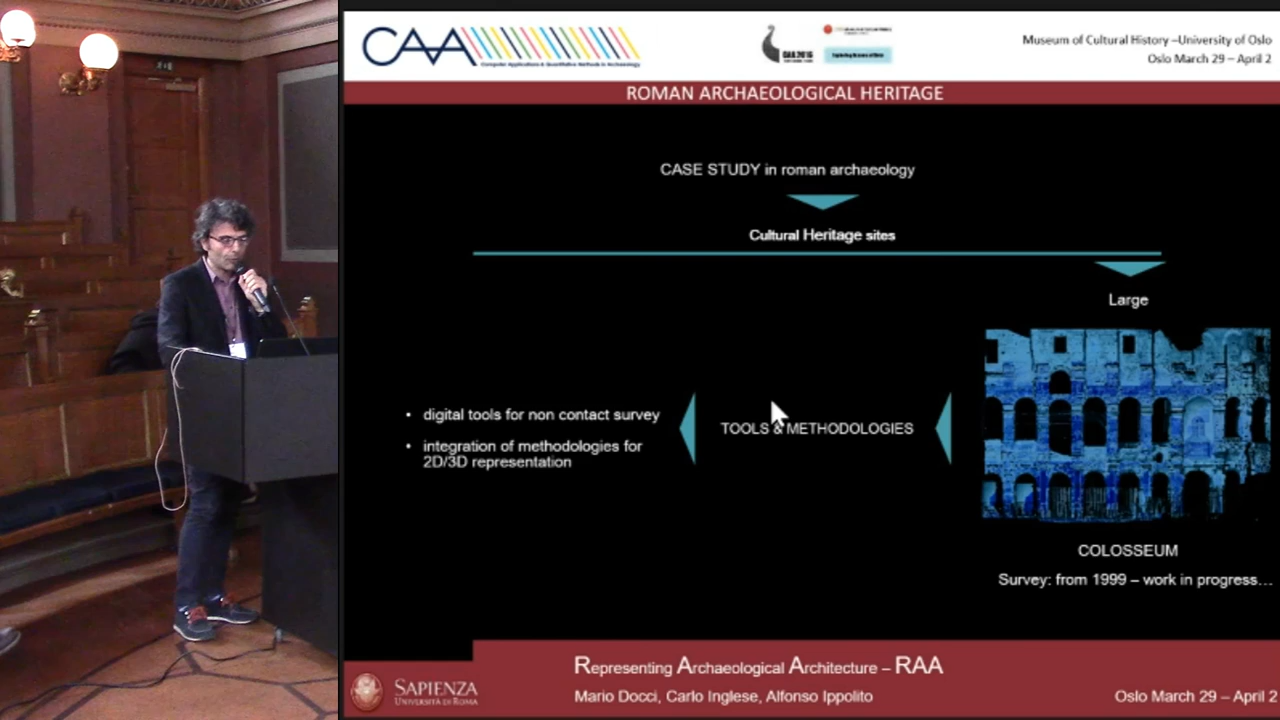 CAA
Computer Applications & Quantitative Methods in Archaeology
CAA 2016
Museum of Cultural History –University of Oslo
Oslo March 29 – April 2
ROMAN ARCHAEOLOGICAL HERITAGE
CASE STUDY in roman archaeology
Cultural Heritage sites
Large
• digital tools for non contact survey
• integration of methodologies for
2D/3D representation
TOOLS & METHODOLOGIES
COLOSSEUM
Survey: from 1999 – work in progress...
Representing Archaeological Architecture – RAA
SAPIENZA
UNIVERSITÀ DI ROMA
Mario Docci, Carlo Inglese, Alfonso Ippolito
Oslo March 29 – April 2